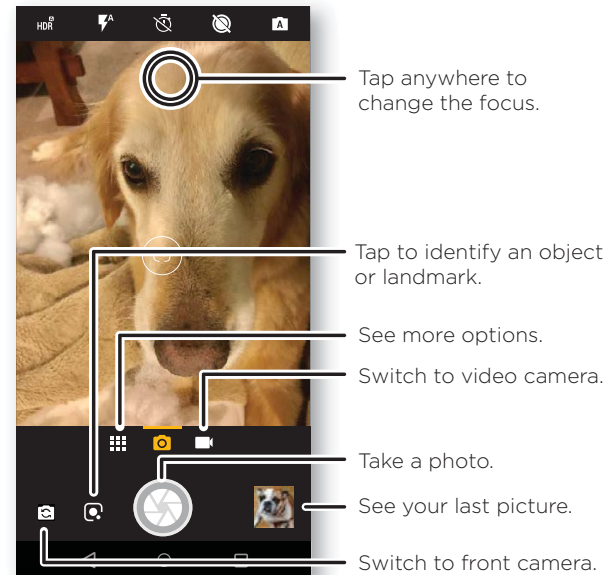 HDR
A
A
Tap anywhere to
change the focus.
Tap to identify an object
or landmark.
See more options.
Switch to video camera.
Take a photo.
See your last picture.
Switch to front camera.